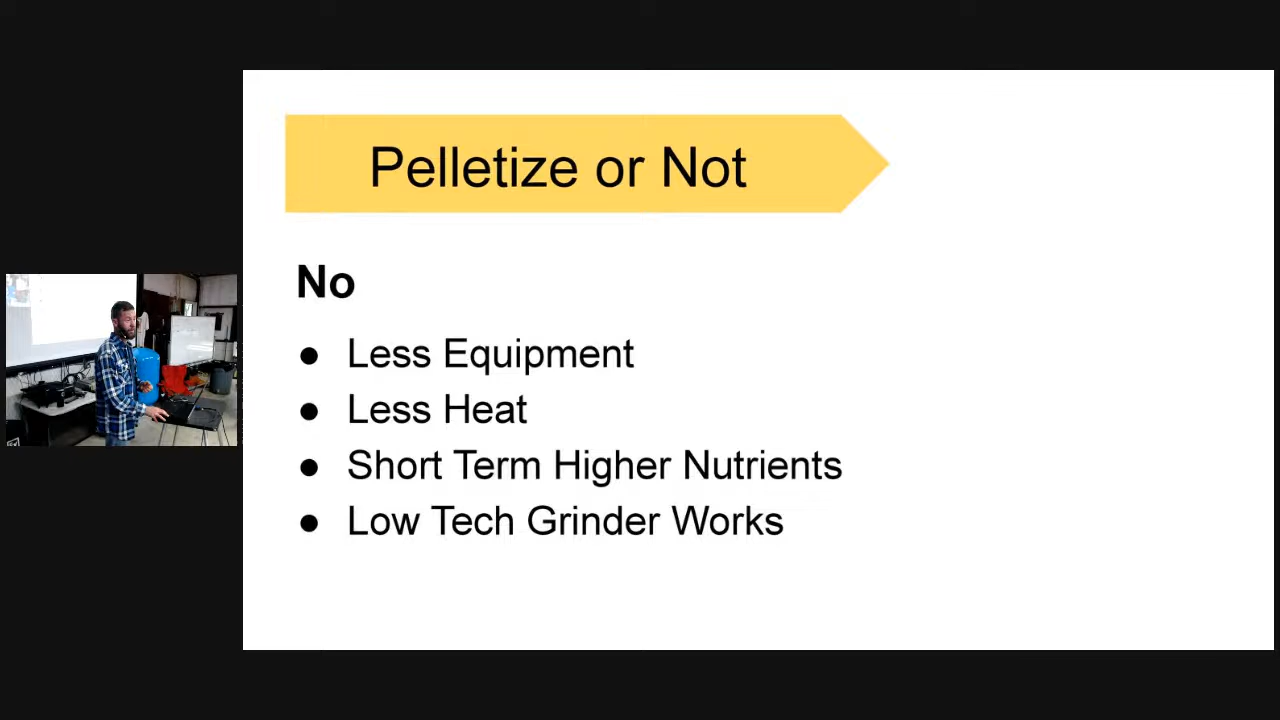 Pelletize or Not
No
● Less Equipment
● Less Heat
● Short Term Higher Nutrients
● Low Tech Grinder Works